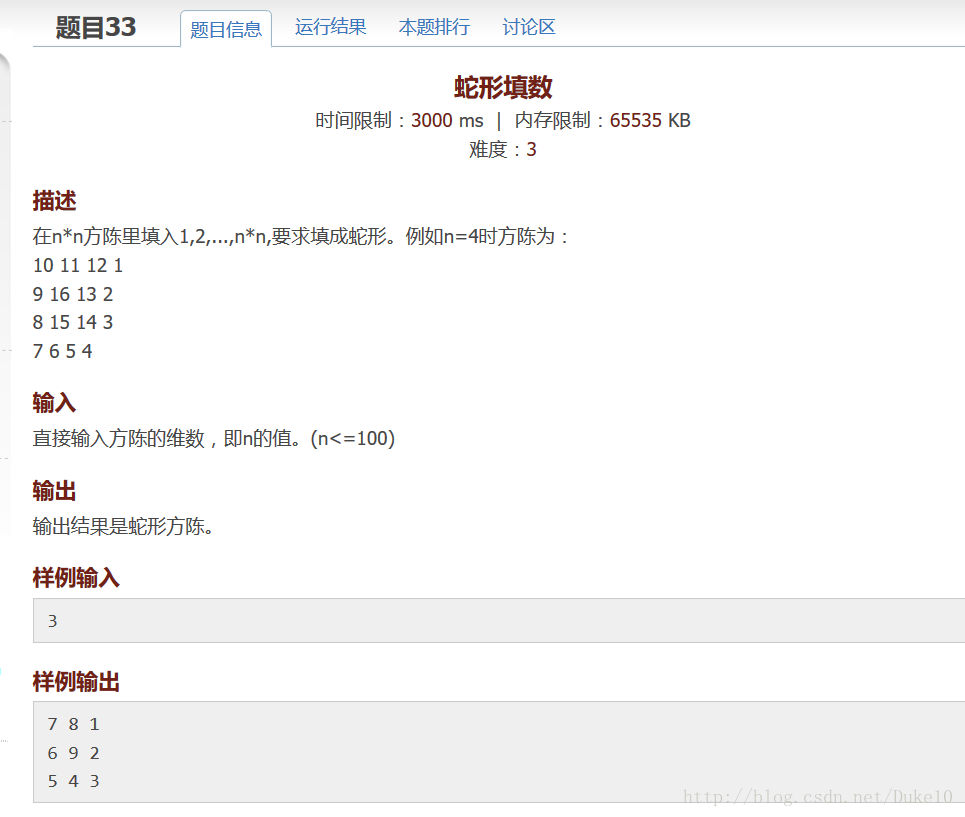 题目33 题目信息 运行结果 本题排行 讨论区
蛇形填数
时间限制：3000 ms | 内存限制：65535 KB
难度：3
描述
在n*n方陈里填入1,2,...,n*n,要求填成蛇形。例如n=4时方陈为：
10 11 12 1
9 16 13 2
8 15 14 3
7 6 5 4
输入
直接输入方陈的维数，即n的值。(n<=100)
输出
输出结果是蛇形方陈。
样例输入
3
样例输出
7 8 1
6 9 2
5 4 3
http://blog.csdn.net/Duke10